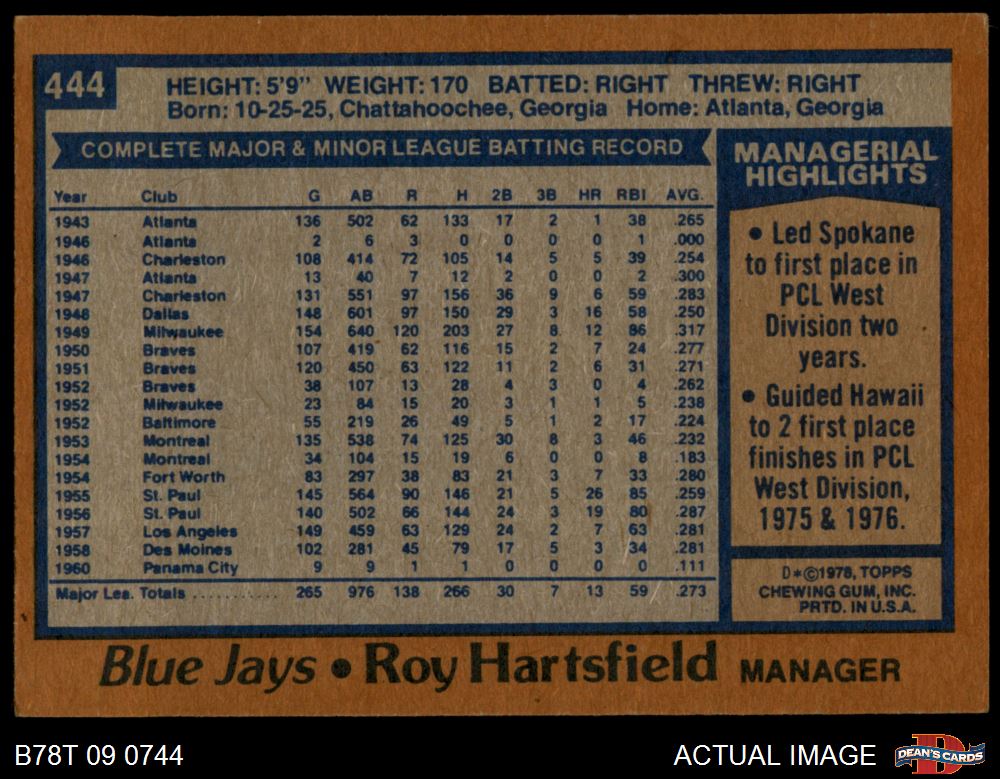 444
HEIGHT: 5'9" WEIGHT: 170 BATTED: RIGHT THREW: RIGHT
Born: 10-25-25, Chattahoochee, Georgia Home: Atlanta, Georgia
COMPLETE MAJOR & MINOR LEAGUE BATTING RECORD
Year Club G AB R H 2B 3B HR RBI AVG.
1943 Atlanta 136 502 62 133 17 2 1 38 .265
1946 Atlanta 2 6 3 0 0 0 0 1 .000
1946 Charleston 108 414 72 105 14 5 5 39 .254
1947 Atlanta 13 40 7 12 2 0 0 2 .300
1947 Charleston 131 551 97 156 36 9 6 59 .283
1948 Dallas 148 601 97 150 29 3 16 58 .250
1949 Milwaukee 154 640 120 203 27 8 12 86 .317
1950 Braves 107 419 62 116 15 2 7 24 .277
1951 Braves 120 450 63 122 11 2 6 31 .271
1952 Braves 38 107 13 28 4 3 0 4 .262
1952 Milwaukee 23 84 15 20 3 1 1 5 .238
1952 Baltimore 55 219 26 49 5 1 2 17 .224
1953 Montreal 135 538 74 125 30 8 3 46 .232
1954 Montreal 34 104 15 19 6 0 0 8 .183
1954 Fort Worth 83 297 38 83 21 3 7 33 .280
1955 St. Paul 145 564 90 146 21 5 26 85 .259
1956 St. Paul 140 502 66 144 24 3 19 80 .287
1957 Los Angeles 149 459 63 129 24 2 7 63 .281
1958 Des Moines 102 281 45 79 17 5 3 34 .281
1960 Panama City 9 9 1 1 0 0 0 0 .111
Major Lea. Totals ............ 265 976 138 266 30 7 13 59 .273
MANAGERIAL
HIGHLIGHTS
• Led Spokane
to first place in
PCL West
Division two
years.
• Guided Hawaii
to 2 first place
finishes in PCL
West Division,
1975 & 1976.
D*©1978, TOPPS
CHEWING GUM, INC.
PRTD. IN U.S.A.
Blue Jays • Roy Hartsfield MANAGER
B78T 09 0744
ACTUAL IMAGE
D
DEAN'S CARDS